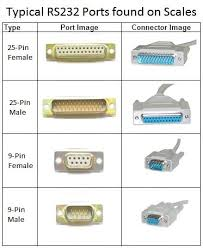 Typical RS232 Ports found on Scales
Type Port Image Connector Image
25-Pin
Female
25-Pin
Male
9-Pin
Female
9-Pin
Male